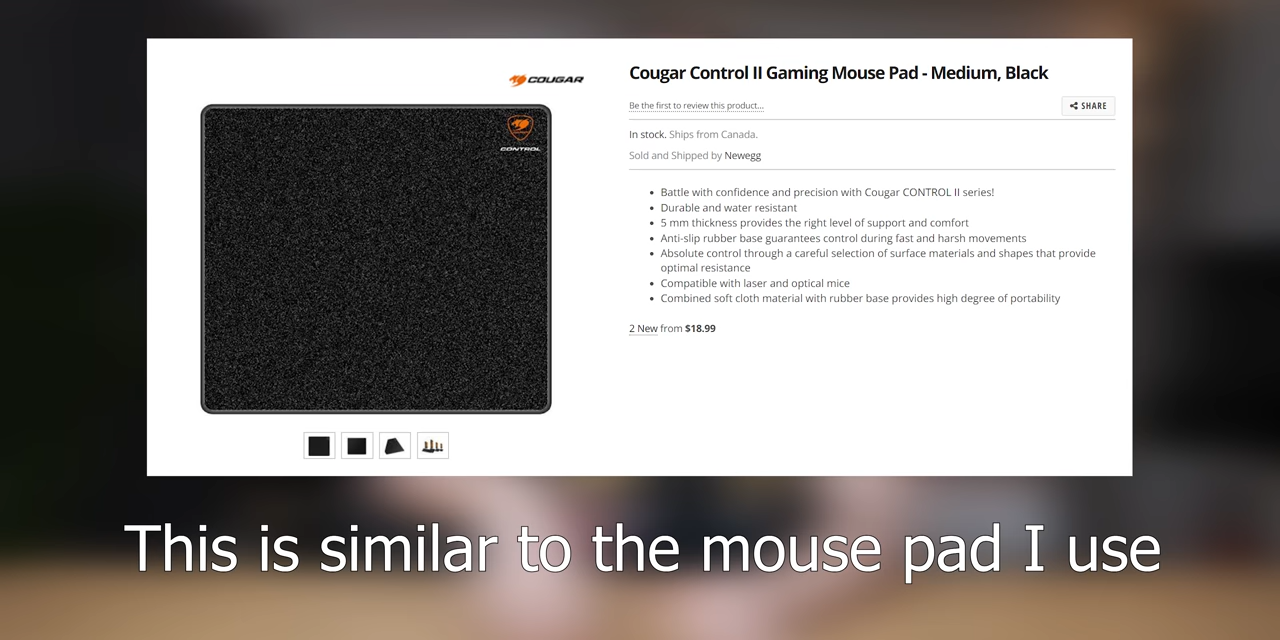 COUGAR
CONTROL
Cougar Control II Gaming Mouse Pad - Medium, Black
Be the first to review this product...
SHARE
In stock. Ships from Canada.
Sold and Shipped by Newegg
• Battle with confidence and precision with Cougar CONTROL II series!
• Durable and water resistant
• 5 mm thickness provides the right level of support and comfort
• Anti-slip rubber base guarantees control during fast and harsh movements
• Absolute control through a careful selection of surface materials and shapes that provide
optimal resistance
• Compatible with laser and optical mice
• Combined soft cloth material with rubber base provides high degree of portability
2 New from $18.99
This is similar to the mouse pad I use